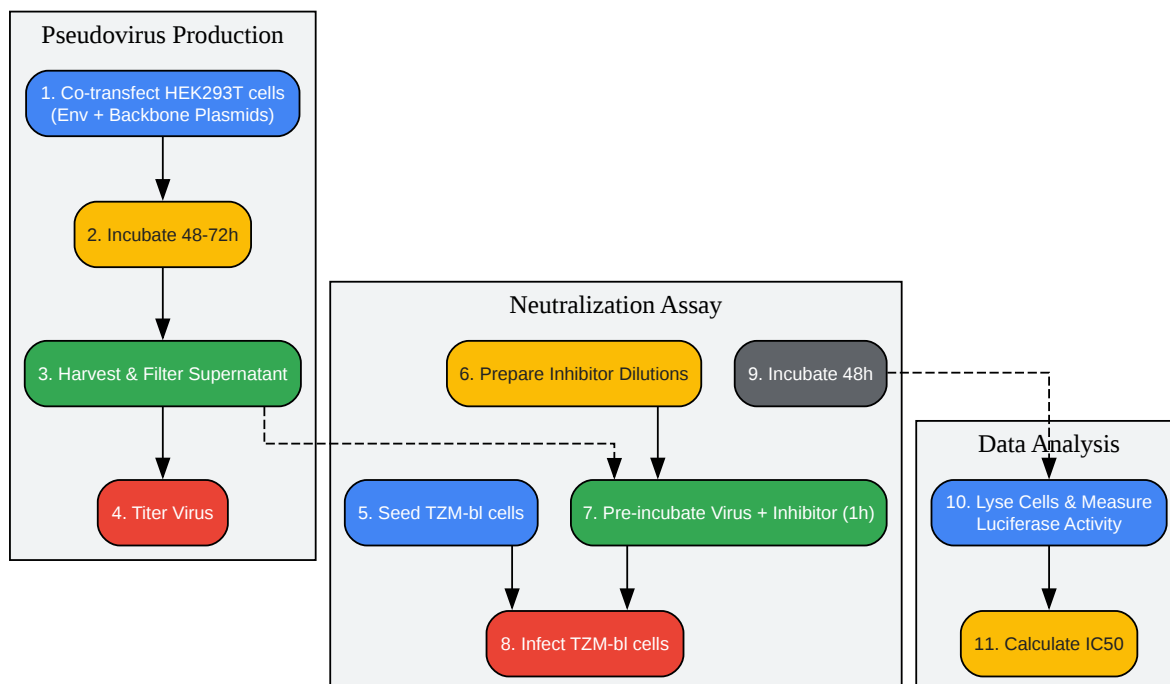 Pseudovirus Production
1. Co-transfect HEK293T cells
(Env + Backbone Plasmids)
2. Incubate 48-72h
3. Harvest & Filter Supernatant
4. Titer Virus
Neutralization Assay
6. Prepare Inhibitor Dilutions
9. Incubate 48h
5. Seed TZM-bl cells
7. Pre-incubate Virus + Inhibitor (1h)
8. Infect TZM-bl cells
Data Analysis
10. Lyse Cells & Measure
Luciferase Activity
11. Calculate IC50